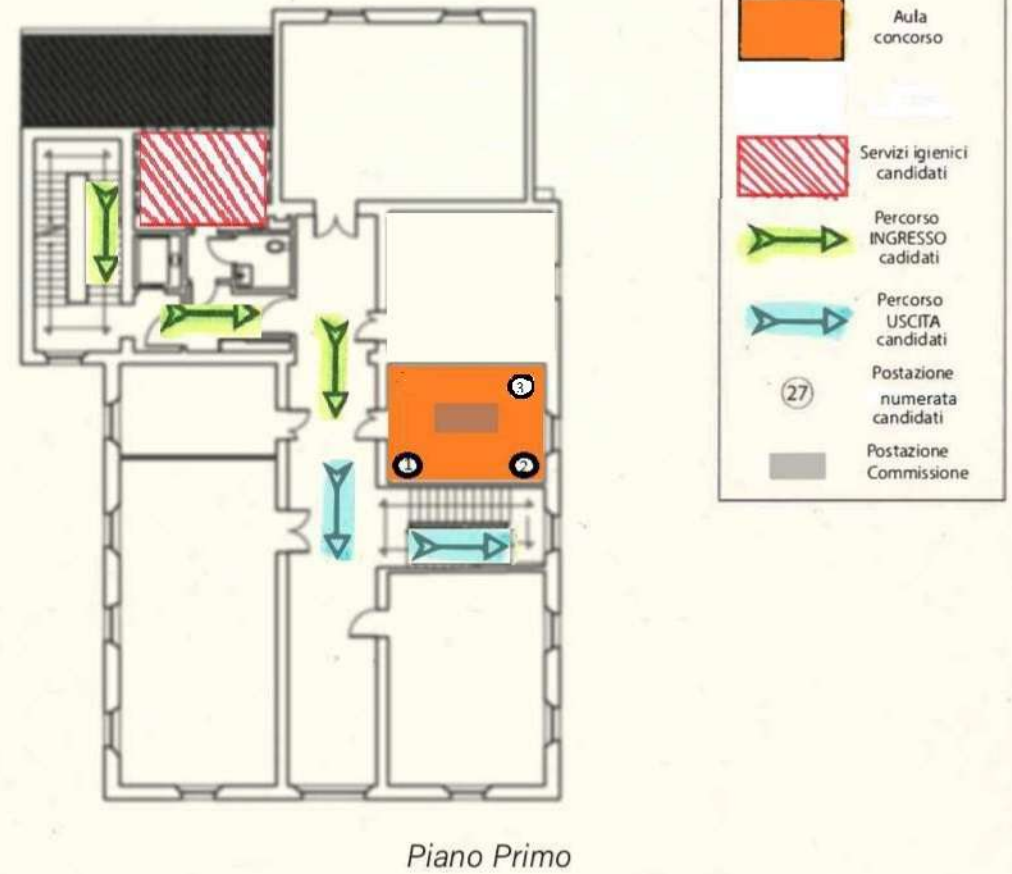 Aula
concorso
Servizi igienici
candidati
Percorso
INGRESSO
cadidati
Percorso
USCITA
candidati
27
Postazione
numerata
candidati
Postazione
Commissione
3
1
2
Piano Primo